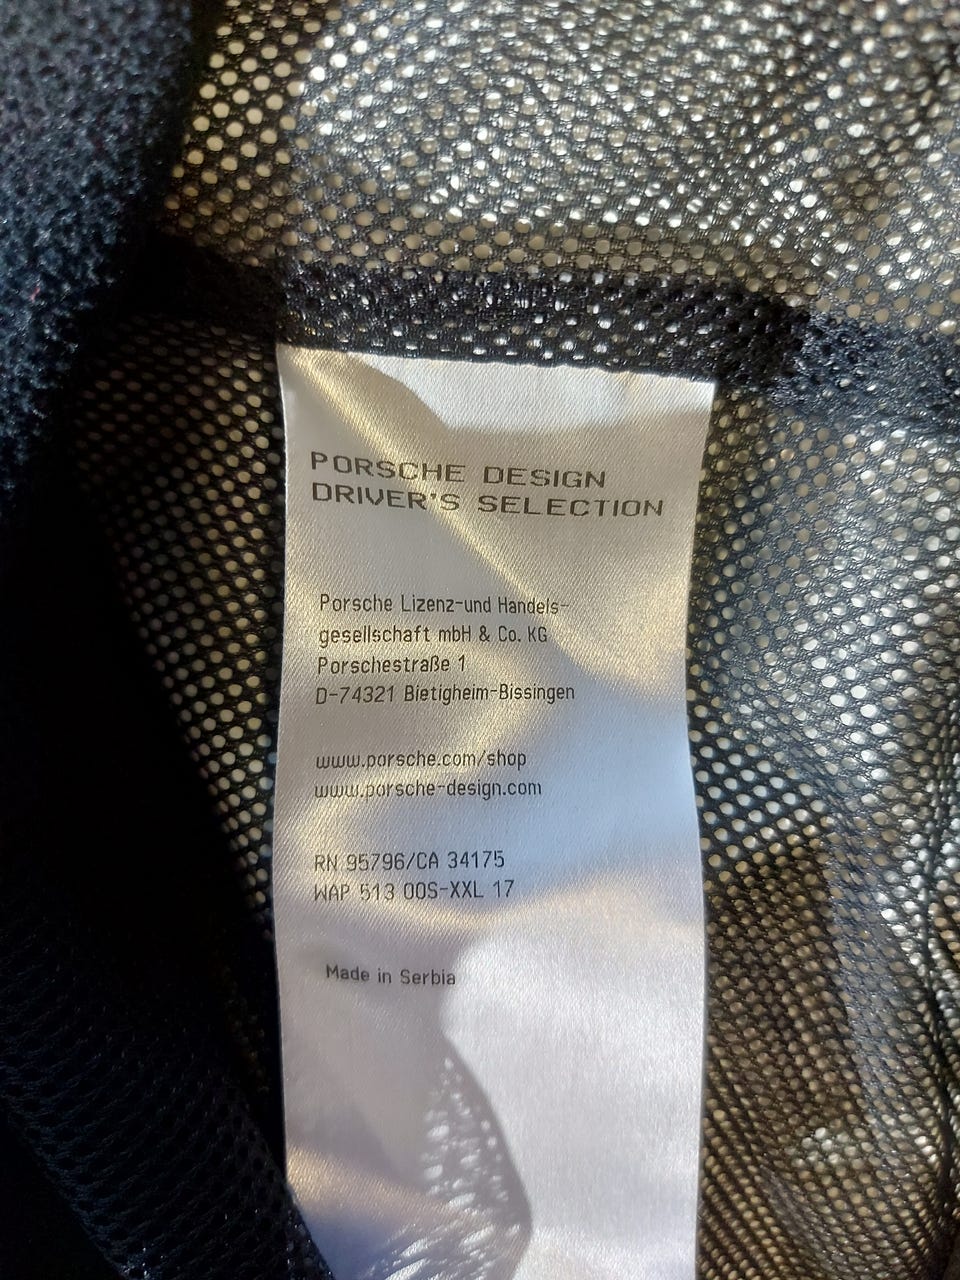 PORSCHE DESIGN
DRIVER'S SELECTION
Porsche Lizenz-und Handels-
gesellschaft mbH & Co. KG
Porschestraße 1
D-74321 Bietigheim-Bissingen
www.porsche.com/shop
www.porsche-design.com
RN 95796/CA 34175
WAP 513 00S-XXL 17
Made in Serbia